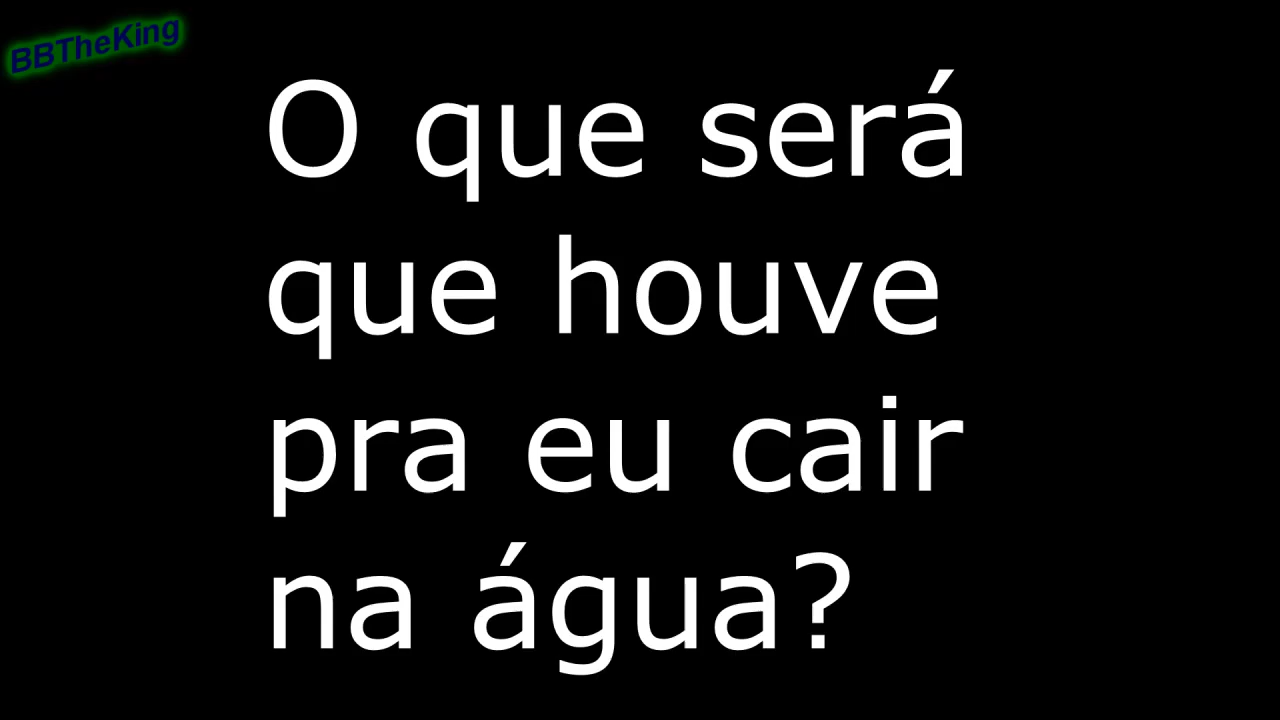 BBTheKing
O que será
que houve
pra eu cair
na água?